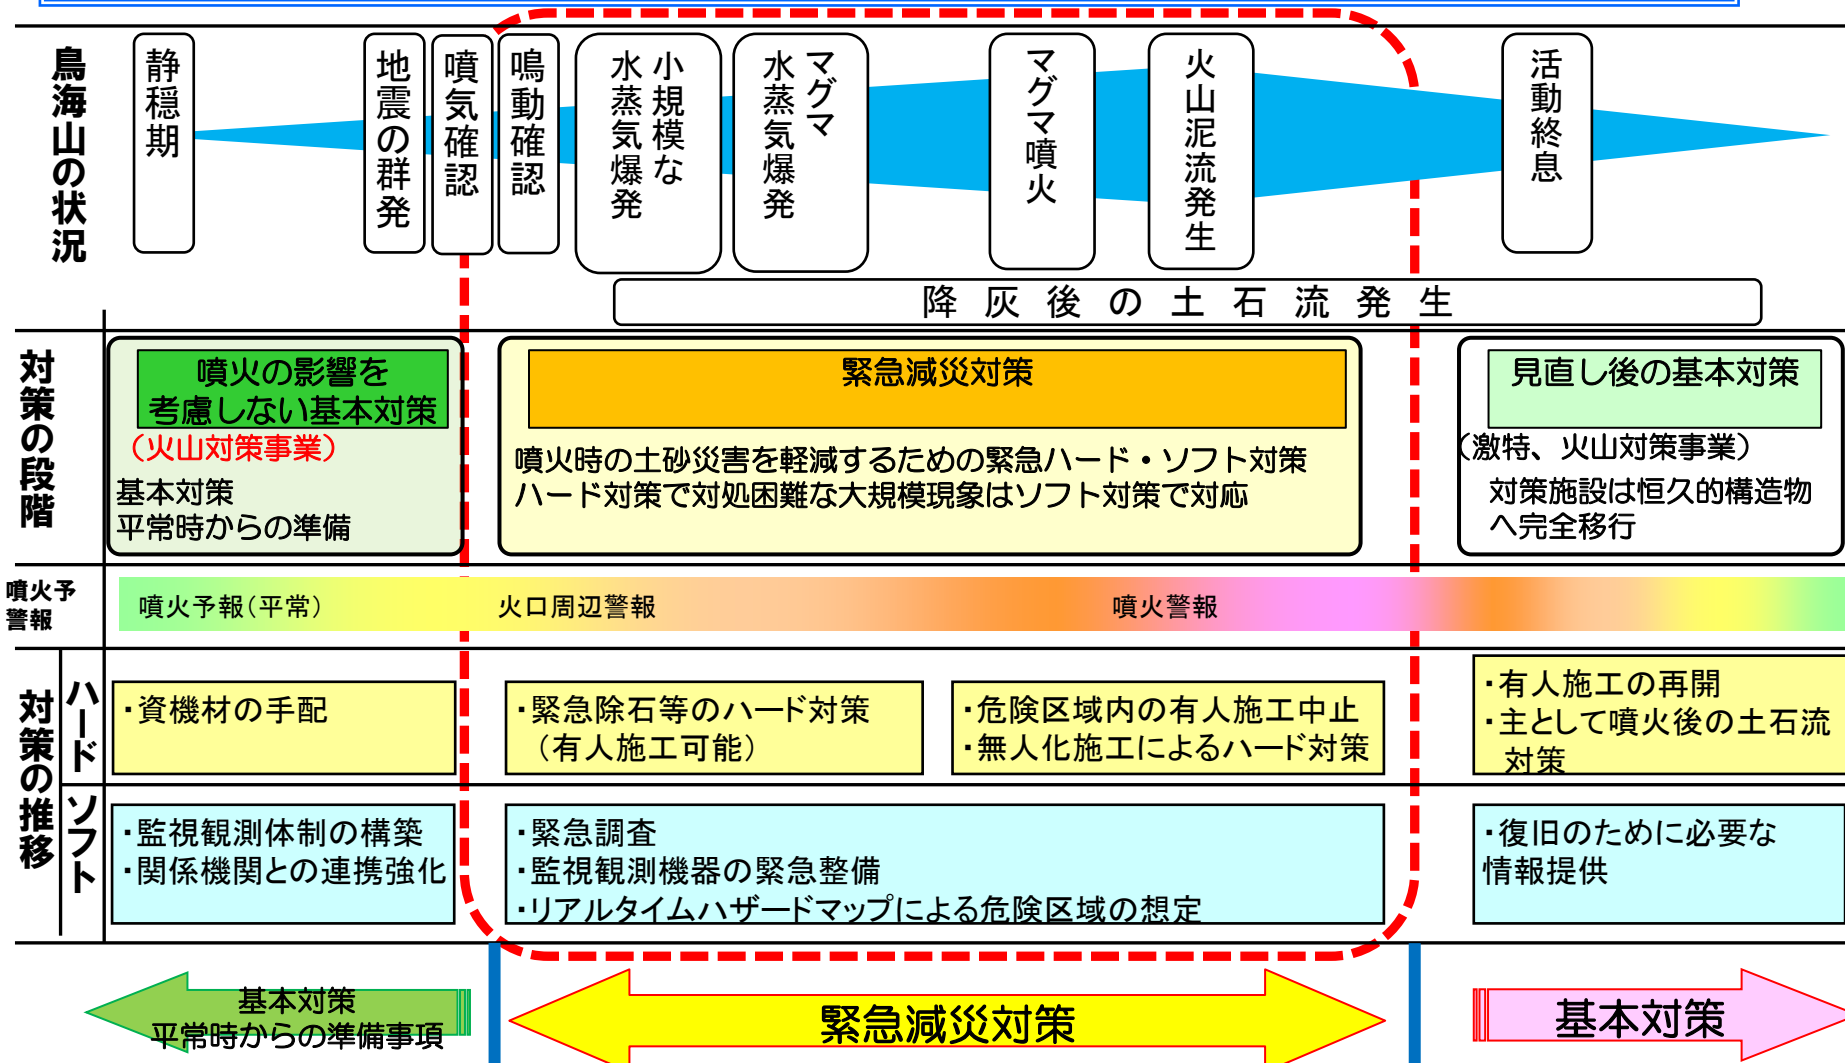 鳥海山の状況
静穏期
地震の群発
噴気確認
鳴動確認
小規模な
水蒸気爆発
マグマ
水蒸気爆発
マグマ噴火
火山泥流発生
活動終息
降灰後の土石流発生
対策の段階
噴火の影響を
考慮しない基本対策
（火山対策事業）
基本対策
平常時からの準備
緊急減災対策
噴火時の土砂災害を軽減するための緊急ハード・ソフト対策
ハード対策で対処困難な大規模現象はソフト対策で対応
見直し後の基本対策
（激特、火山対策事業）
対策施設は恒久的構造物
へ完全移行
噴火予
警報
噴火予報（平常）
火口周辺警報
噴火警報
対策の推移
ハード
・資機材の手配
・緊急除石等のハード対策
（有人施工可能）
・危険区域内の有人施工中止
・無人化施工によるハード対策
・有人施工の再開
・主として噴火後の土石流
対策
ソフト
・監視観測体制の構築
・関係機関との連携強化
・緊急調査
・監視観測機器の緊急整備
・リアルタイムハザードマップによる危険区域の想定
・復旧のために必要な
情報提供
基本対策
平常時からの準備事項
緊急減災対策
基本対策